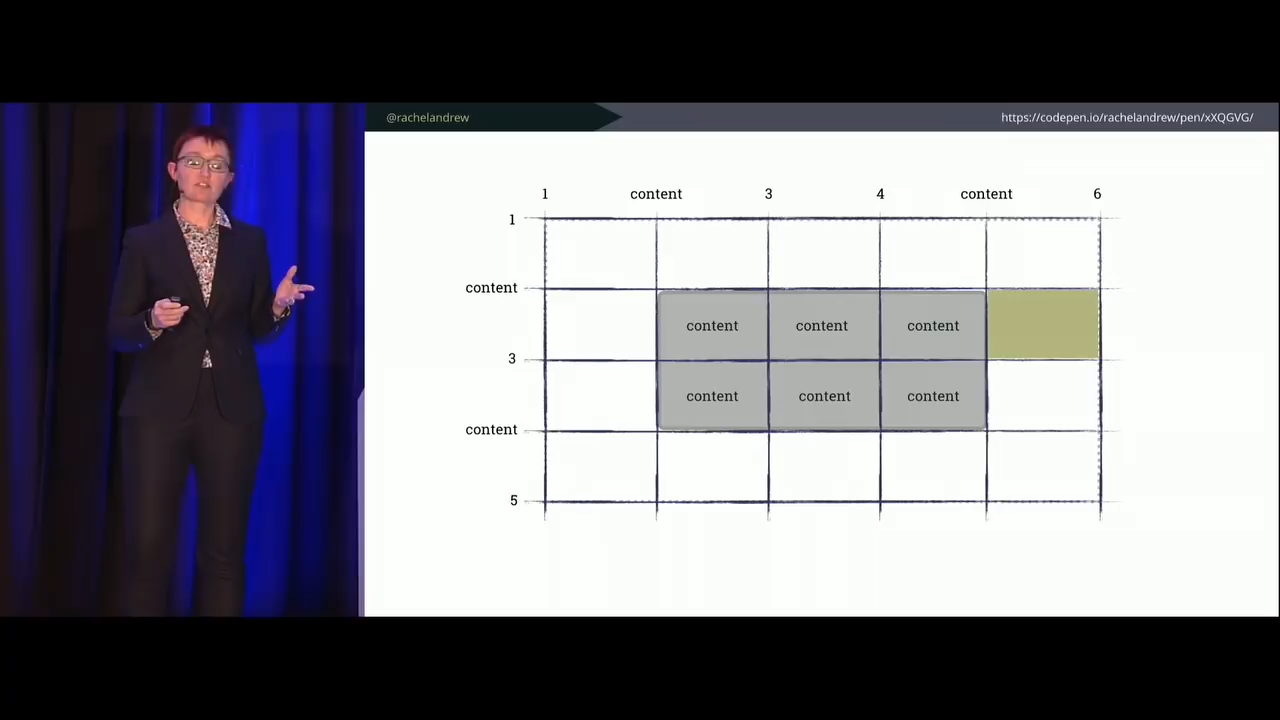 @rachelandrew
https://codepen.io/rachelandrew/pen/xXQGVG/
1 content 3 4 content 6
1
content
content content content
3
content content content
content
5